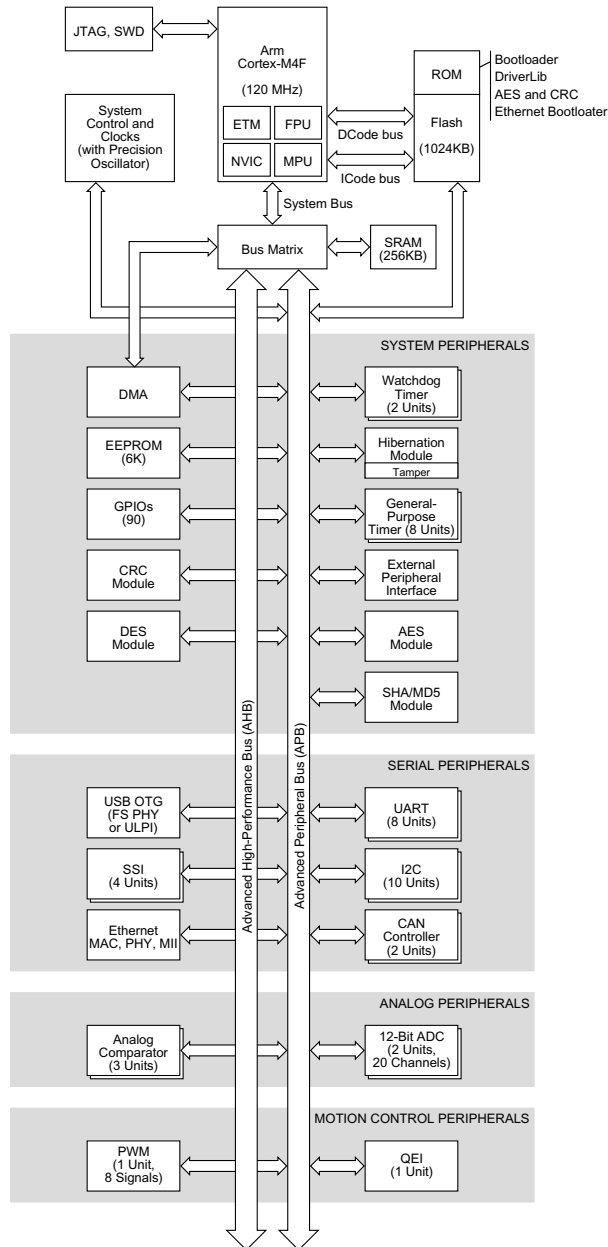 JTAG, SWD
Arm
Cortex-M4F
(120 MHz)
ETM
FPU
NVIC
MPU
ROM
Flash
(1024KB)
Bootloader
DriverLib
AES and CRC
Ethernet Bootloater
System
Control and
Clocks
(with Precision
Oscillator)
DCode bus
ICode bus
System Bus
Bus Matrix
SRAM
(256KB)
SYSTEM PERIPHERALS
DMA
Watchdog
Timer
(2 Units)
EEPROM
(6K)
Hibernation
Module
Tamper
GPIOs
(90)
General-
Purpose
Timer (8 Units)
CRC
Module
External
Peripheral
Interface
DES
Module
AES
Module
SHA/MD5
Module
Advanced High-Performance Bus (AHB)
Advanced Peripheral Bus (APB)
SERIAL PERIPHERALS
USB OTG
(FS PHY
or ULPI)
UART
(8 Units)
SSI
(4 Units)
I2C
(10 Units)
Ethernet
MAC, PHY, MII
CAN
Controller
(2 Units)
ANALOG PERIPHERALS
Analog
Comparator
(3 Units)
12-Bit ADC
(2 Units,
20 Channels)
MOTION CONTROL PERIPHERALS
PWM
(1 Unit,
8 Signals)
QEI
(1 Unit)